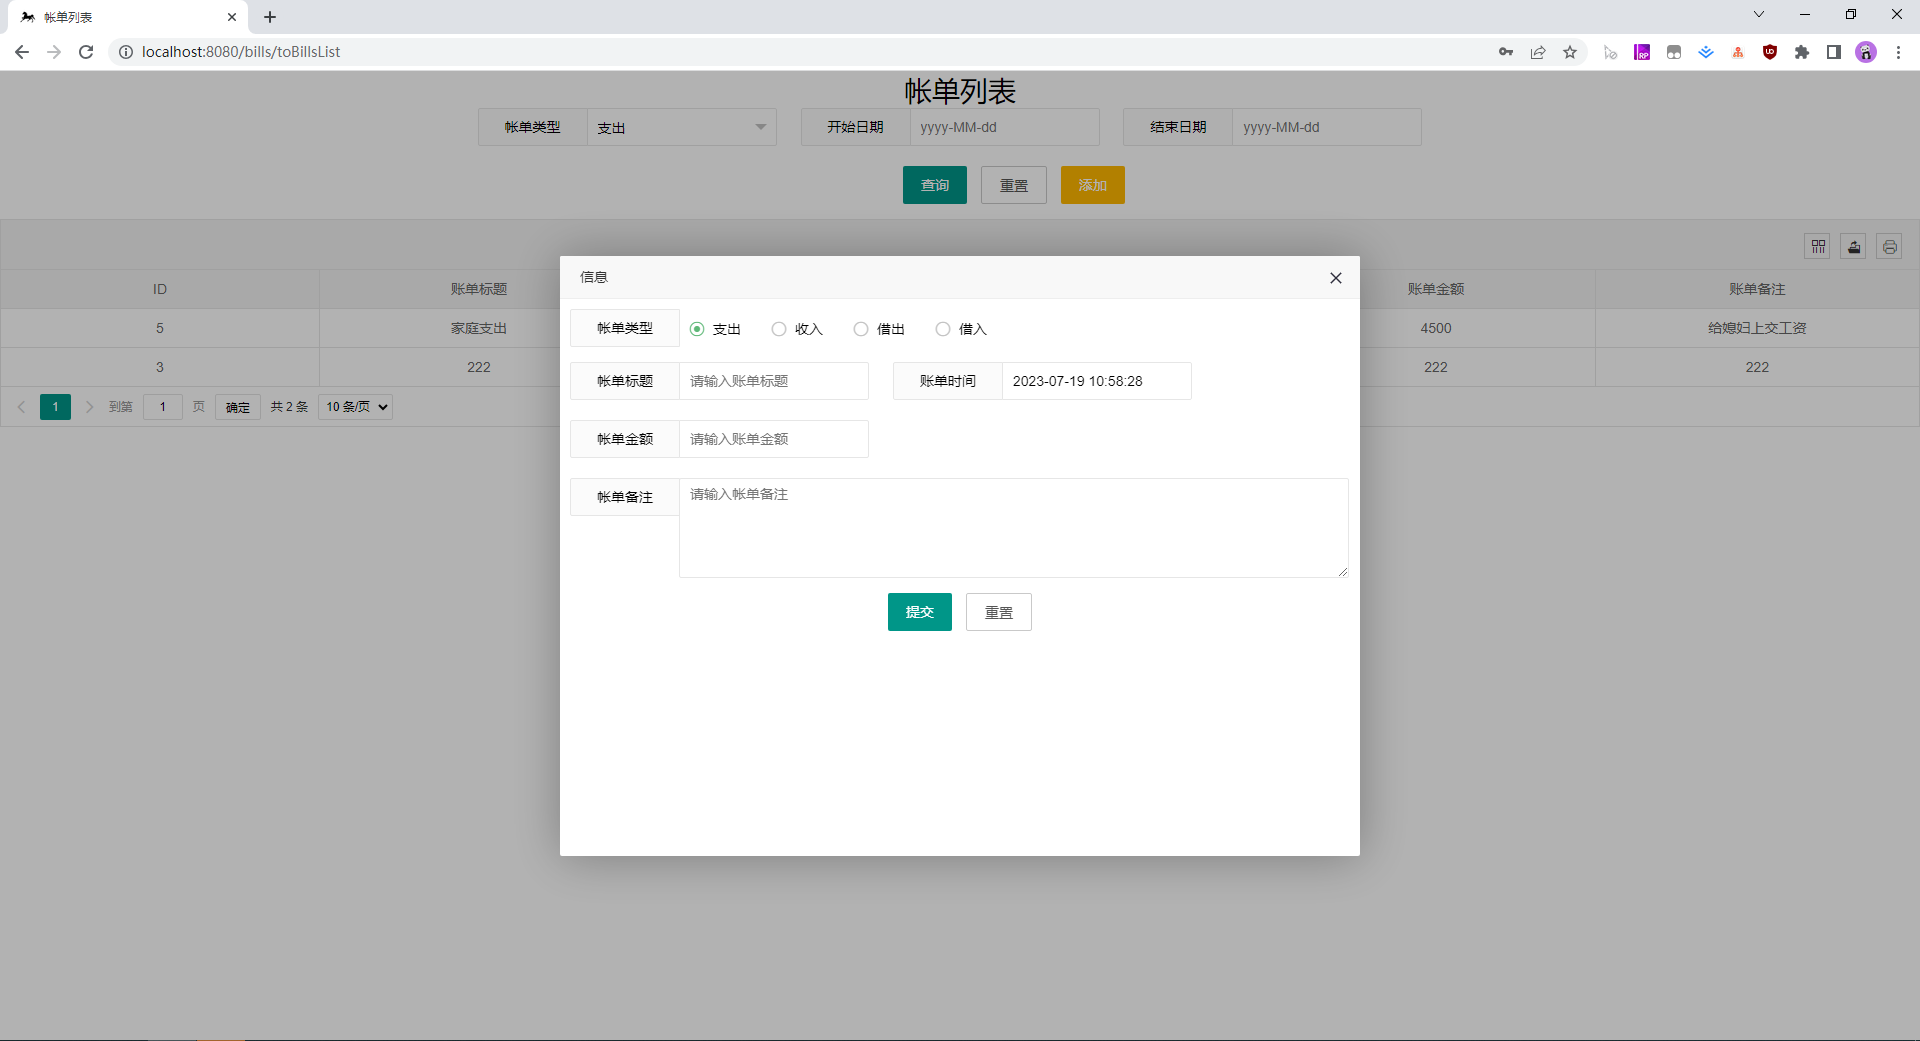 帐单列表
localhost:8080/bills/toBillsList
帐单列表
帐单类型 支出 开始日期 yyyy-MM-dd 结束日期 yyyy-MM-dd
查询 重置 添加
ID 账单标题 账单金额 账单备注
5 家庭支出 4500 给媳妇上交工资
3 222 222 222
1 到第 1 页 确定 共 2 条 10 条/页
信息
帐单类型 支出 收入 借出 借入
帐单标题 请输入账单标题 账单时间 2023-07-19 10:58:28
帐单金额 请输入账单金额
帐单备注 请输入帐单备注
提交 重置